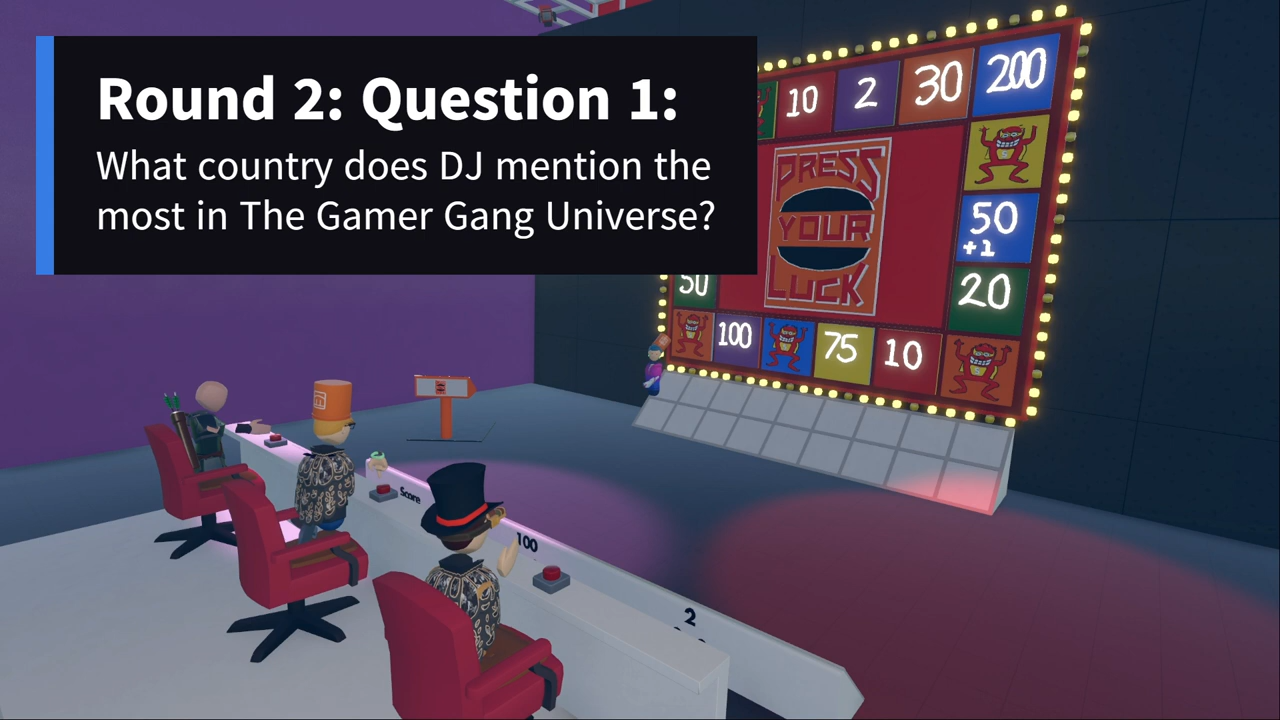 Round 2: Question 1:
What country does DJ mention the
most in The Gamer Gang Universe?
10 2 30 200
PRESS
YOUR
LUCK
50
+1
50
20
100 75 10
Score
100
2